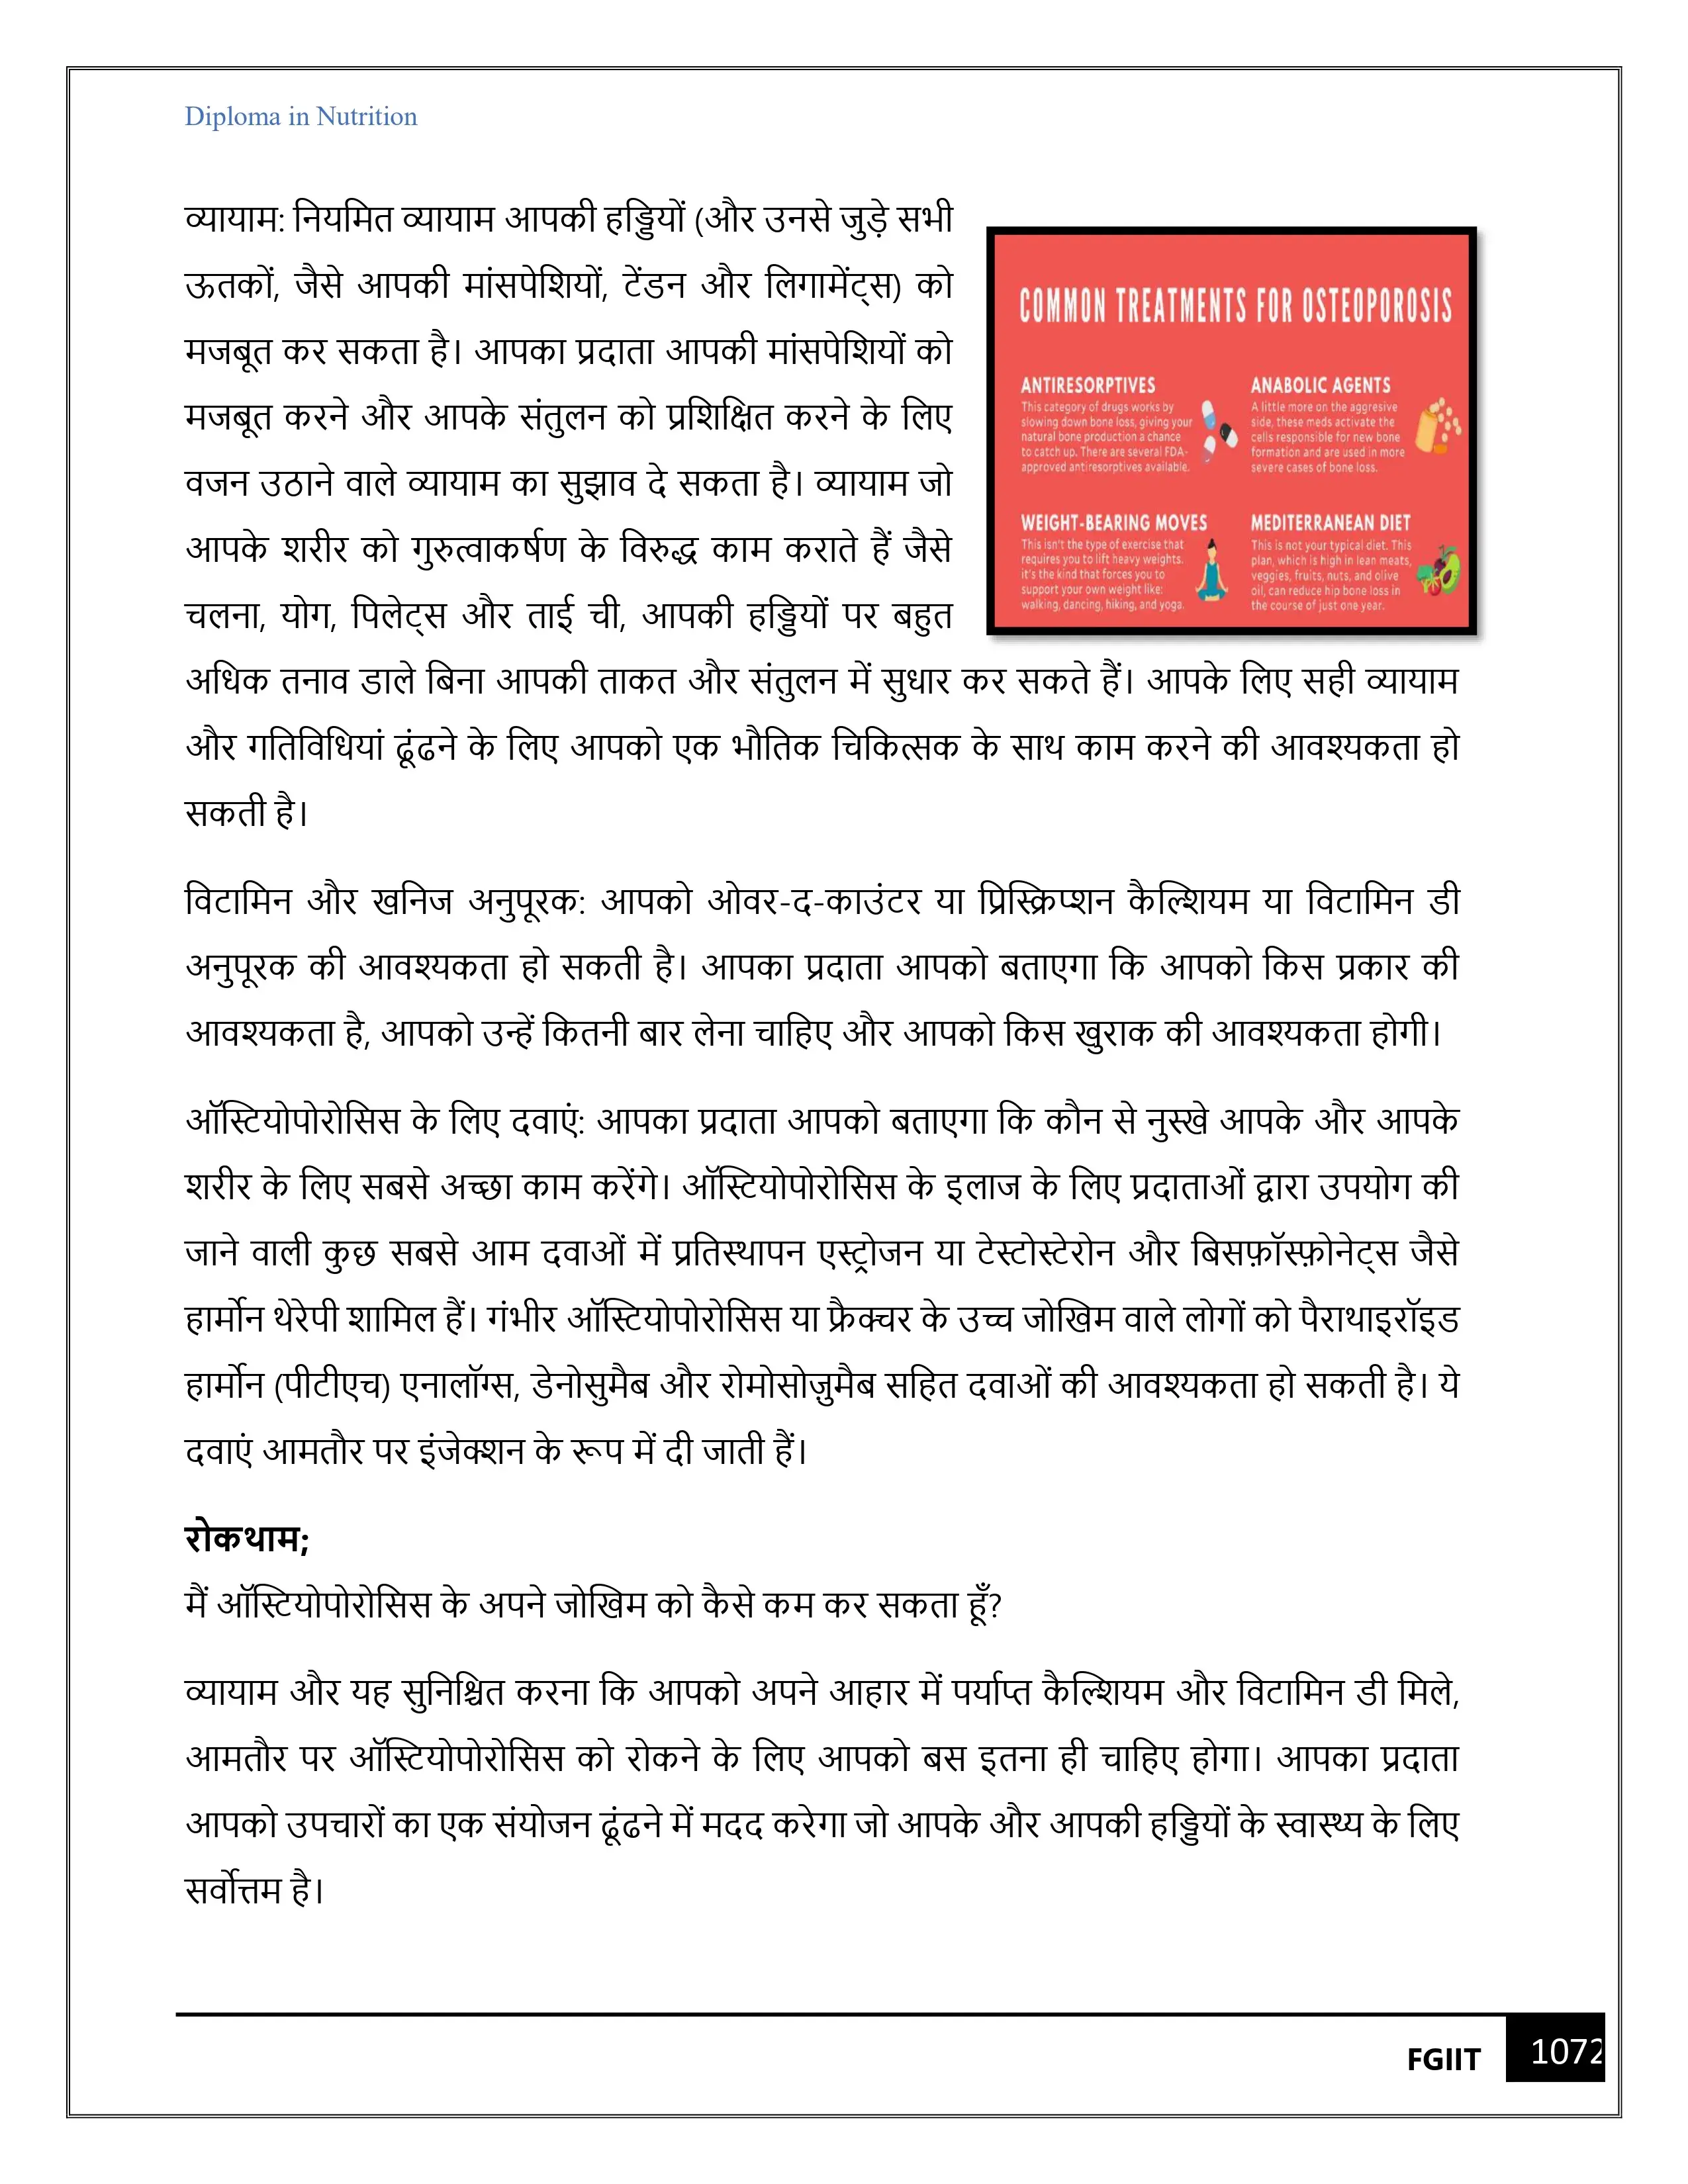 Diploma in Nutrition
व्यायाम: नियमित व्यायाम आपकी हड्डियों (और उनसे जुड़े सभी
ऊतकों, जैसे आपकी मांसपेशियों, टेंडन और लिगामेंट्स) को
मजबूत कर सकता है। आपका प्रदाता आपकी मांसपेशियों को
मजबूत करने और आपके संतुलन को प्रशिक्षित करने के लिए
वजन उठाने वाले व्यायाम का सुझाव दे सकता है। व्यायाम जो
आपके शरीर को गुरुत्वाकर्षण के विरुद्ध काम कराते हैं जैसे
चलना, योग, पिलेट्स और ताई ची, आपकी हड्डियों पर बहुत
COMMON TREATMENTS FOR OSTEOPOROSIS
ANTIRESORPTIVES
This category of drugs works by
slowing down bone loss, giving your
natural bone production a chance
to catch up. There are several FDA-
approved antiresorptives available.
ANABOLIC AGENTS
A little more on the aggresive
side, these meds activate the
cells responsible for new bone
formation and are used in more
severe cases of bone loss.
WEIGHT-BEARING MOVES
This isn't the type of exercise that
requires you to lift heavy weights.
it's the kind that forces you to
support your own weight like:
walking, dancing, hiking, and yoga.
MEDITERRANEAN DIET
This is not your typical diet. This
plan, which is high in lean meats,
veggies, fruits, nuts, and olive
oil, can reduce hip bone loss in
the course of just one year.
अधिक तनाव डाले बिना आपकी ताकत और संतुलन में सुधार कर सकते हैं। आपके लिए सही व्यायाम
और गतिविधियां ढूंढने के लिए आपको एक भौतिक चिकित्सक के साथ काम करने की आवश्यकता हो
सकती है।
विटामिन और खनिज अनुपूरक: आपको ओवर-द-काउंटर या प्रिस्क्रिप्शन कैल्शियम या विटामिन डी
अनुपूरक की आवश्यकता हो सकती है। आपका प्रदाता आपको बताएगा कि आपको किस प्रकार की
आवश्यकता है, आपको उन्हें कितनी बार लेना चाहिए और आपको किस खुराक की आवश्यकता होगी।
ऑस्टियोपोरोसिस के लिए दवाएं: आपका प्रदाता आपको बताएगा कि कौन से नुस्खे आपके और आपके
शरीर के लिए सबसे अच्छा काम करेंगे। ऑस्टियोपोरोसिस के इलाज के लिए प्रदाताओं द्वारा उपयोग की
जाने वाली कुछ सबसे आम दवाओं में प्रतिस्थापन एस्ट्रोजन या टेस्टोस्टेरोन और बिसफ़ॉस्फ़ोनेट्स जैसे
हार्मोन थेरेपी शामिल हैं। गंभीर ऑस्टियोपोरोसिस या फ्रैक्चर के उच्च जोखिम वाले लोगों को पैराथाइरॉइड
हार्मोन (पीटीएच) एनालॉग्स, डेनोसुमैब और रोमोसोज़ुमैब सहित दवाओं की आवश्यकता हो सकती है। ये
दवाएं आमतौर पर इंजेक्शन के रूप में दी जाती हैं।
रोकथाम;
मैं ऑस्टियोपोरोसिस के अपने जोखिम को कैसे कम कर सकता हूँ?
व्यायाम और यह सुनिश्चित करना कि आपको अपने आहार में पर्याप्त कैल्शियम और विटामिन डी मिले,
आमतौर पर ऑस्टियोपोरोसिस को रोकने के लिए आपको बस इतना ही चाहिए होगा। आपका प्रदाता
आपको उपचारों का एक संयोजन ढूंढने में मदद करेगा जो आपके और आपकी हड्डियों के स्वास्थ्य के लिए
सर्वोत्तम है।
FGIIT 1072